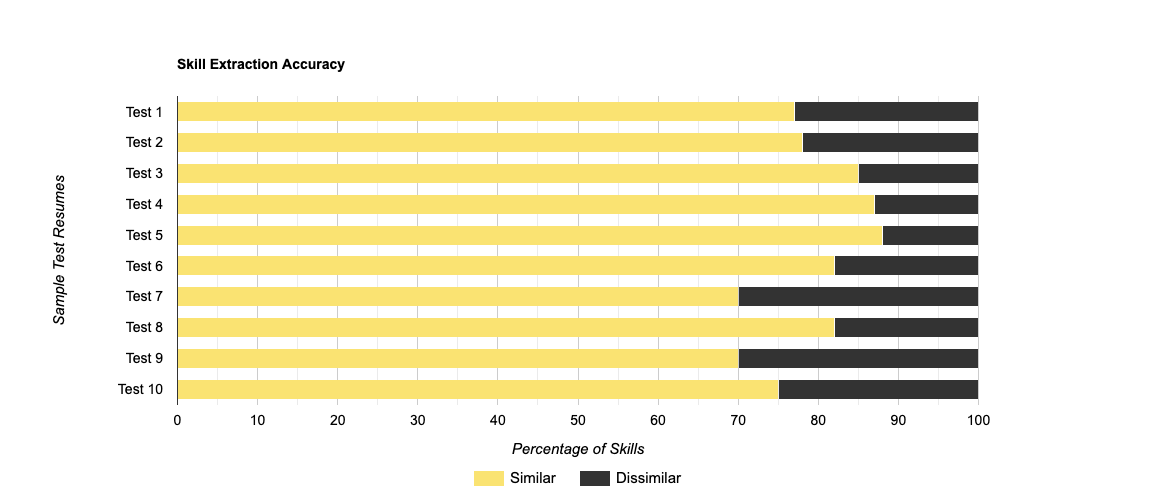 Skill Extraction Accuracy
Sample Test Resumes
Test 1
Test 2
Test 3
Test 4
Test 5
Test 6
Test 7
Test 8
Test 9
Test 10
0 10 20 30 40 50 60 70 80 90 100
Percentage of Skills
Similar Dissimilar